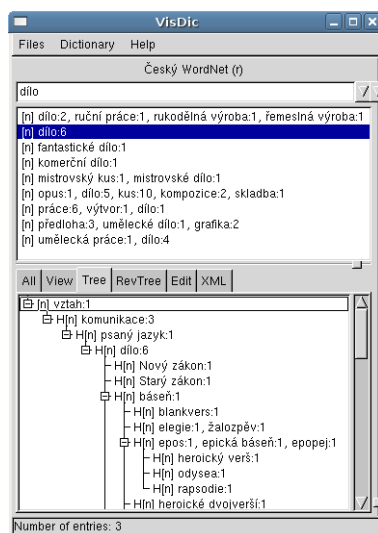 VisDic
Files Dictionary Help
Český WordNet (r)
dílo
[n] dílo:2, ruční práce:1, rukodělná výroba:1, řemeslná výroba:1
[n] dílo:6
[n] fantastické dílo:1
[n] komerční dílo:1
[n] mistrovský kus:1, mistrovské dílo:1
[n] opus:1, dílo:5, kus:10, kompozice:2, skladba:1
[n] práce:6, výtvor:1, dílo:1
[n] předloha:3, umělecké dílo:1, grafika:2
[n] umělecká práce:1, dílo:4
All View Tree RevTree Edit XML
[n] vztah:1
H[n] komunikace:3
H[n] psaný jazyk:1
H[n] dílo:6
H[n] Nový zákon:1
H[n] Starý zákon:1
H[n] báseň:1
H[n] blankvers:1
H[n] elegie:1, žalozpěv:1
H[n] epos:1, epická báseň:1, epopej:1
H[n] heroický verš:1
H[n] odysea:1
H[n] rapsodie:1
H[n] heroické dvojverší:1
Number of entries: 3